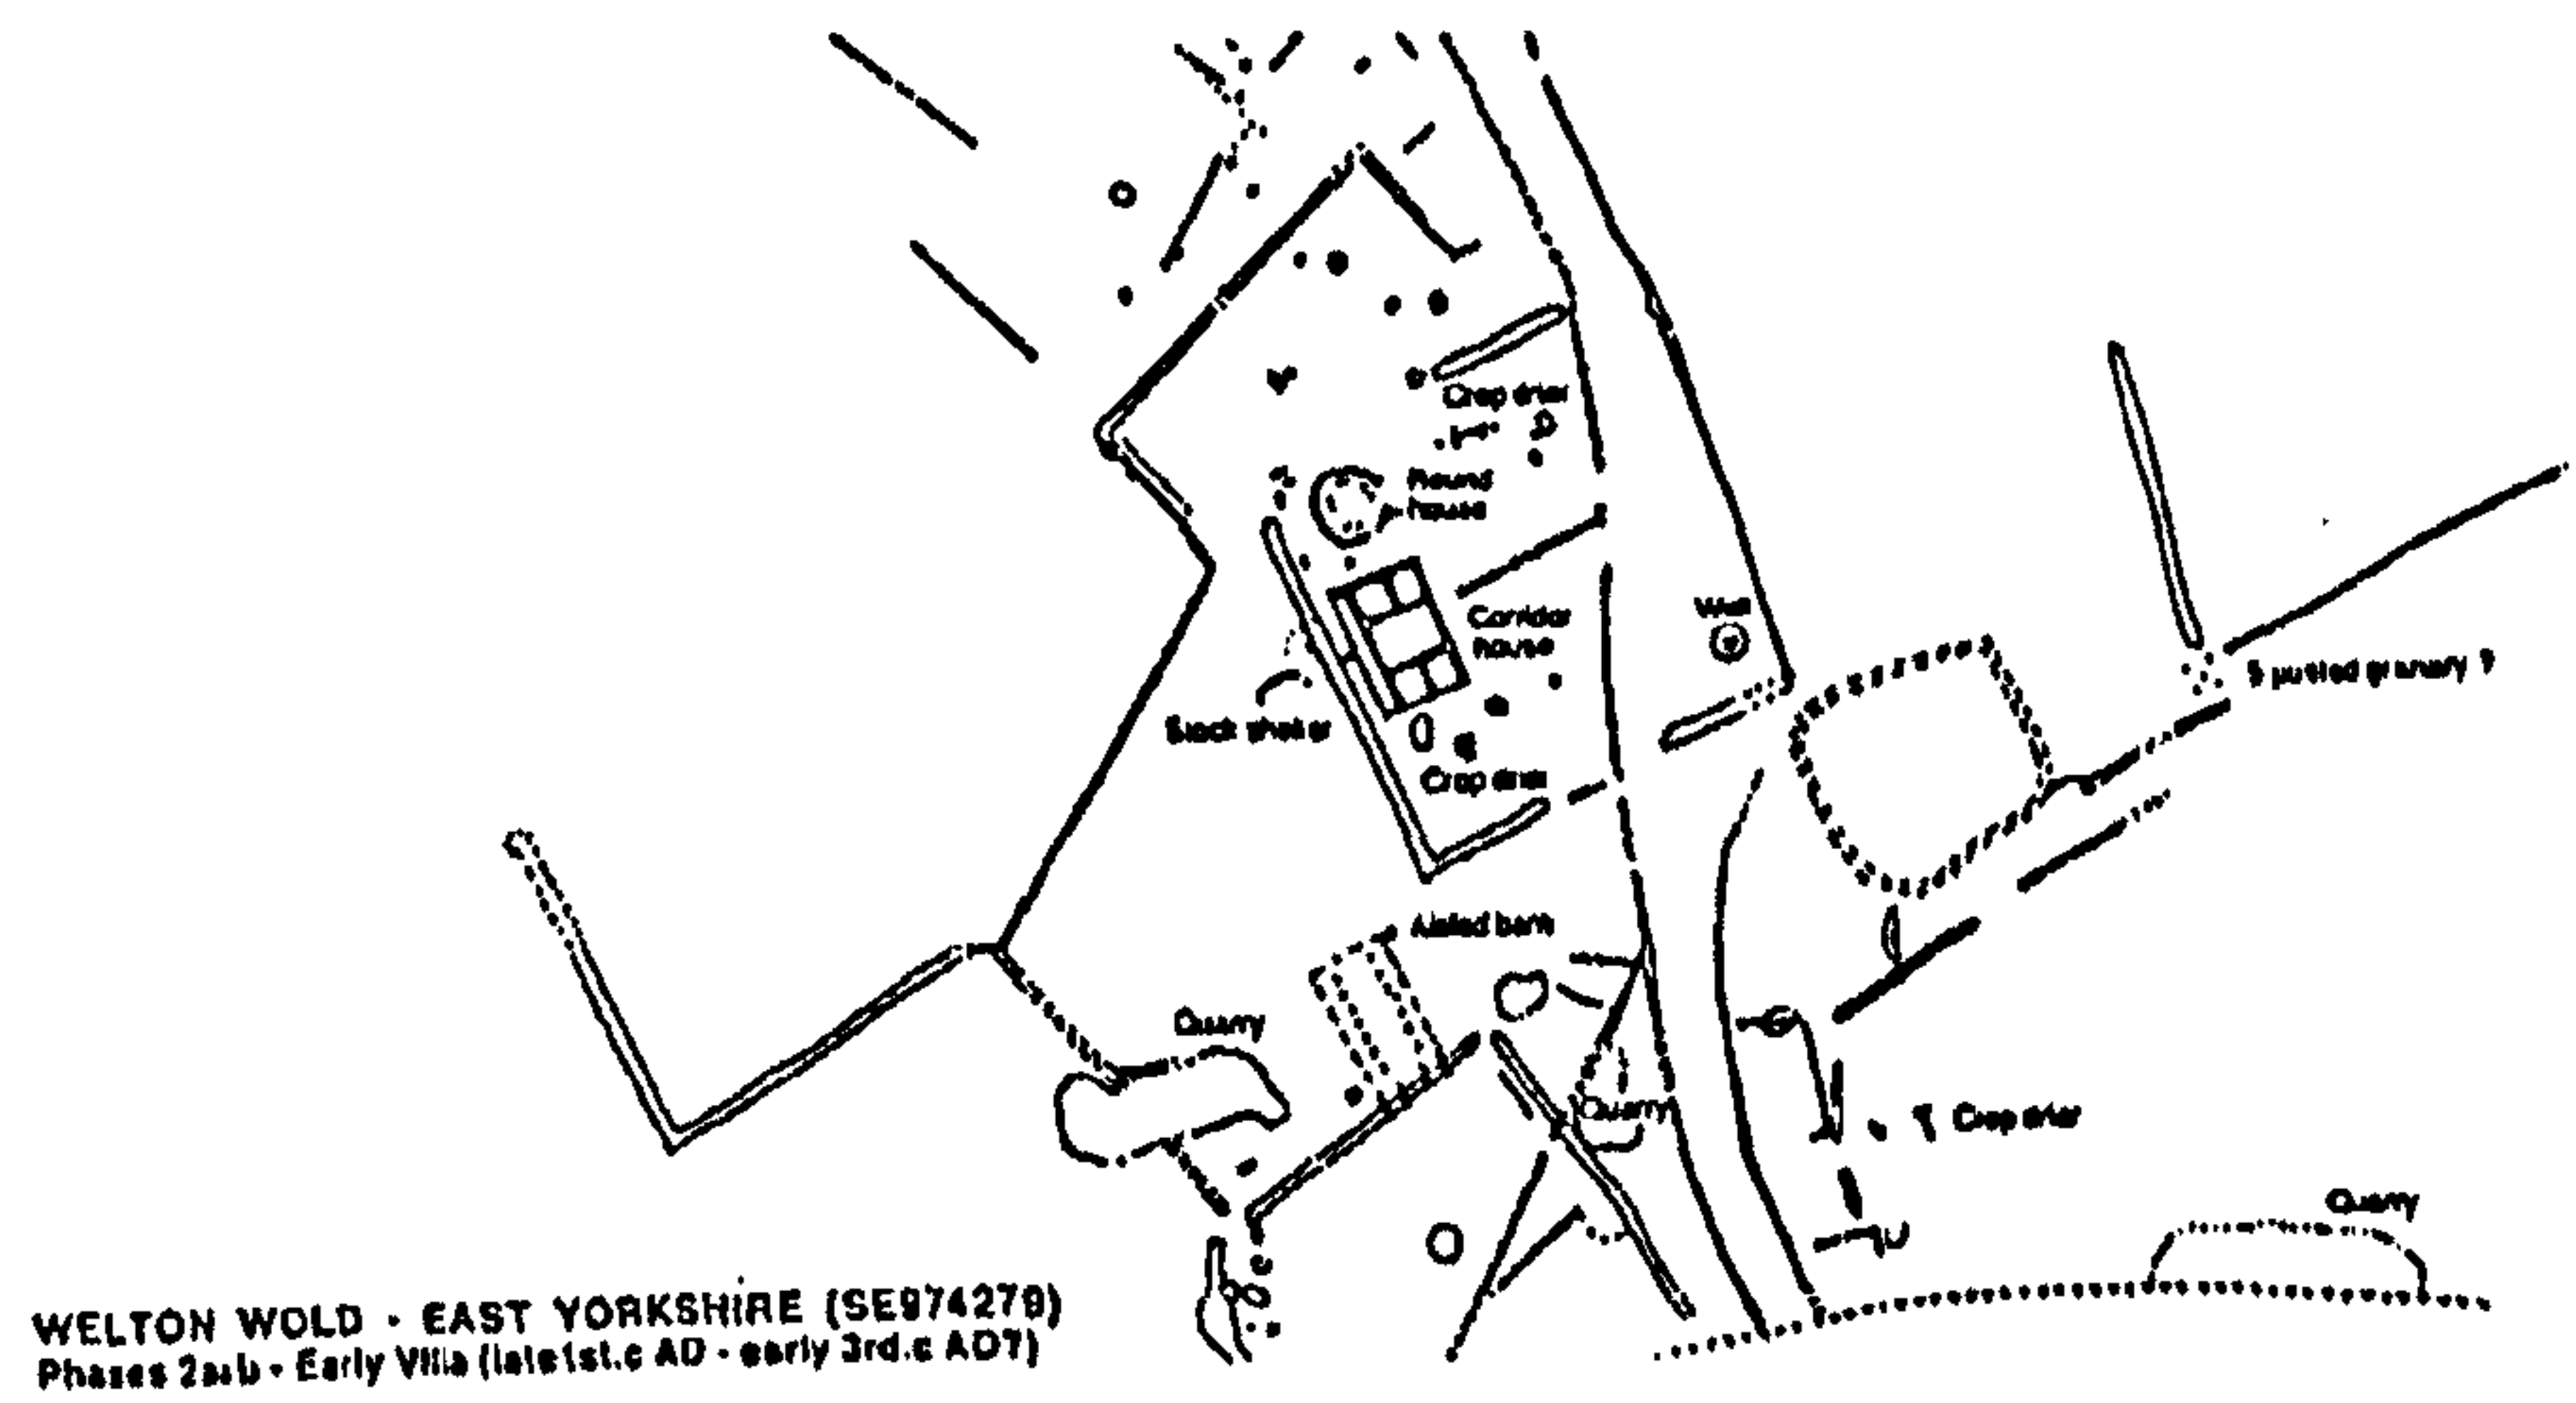 Crop drier
Round
house
Well
Corridor
house
5 posted granary ?
Stock shelter
Crop drier
Aisled barn
Quarry
Quarry
Crop drier
Quarry
WELTON WOLD - EAST YORKSHIRE (SE974279)
Phases 2a+b - Early Villa (late1st.c AD - early 3rd.c AD?)